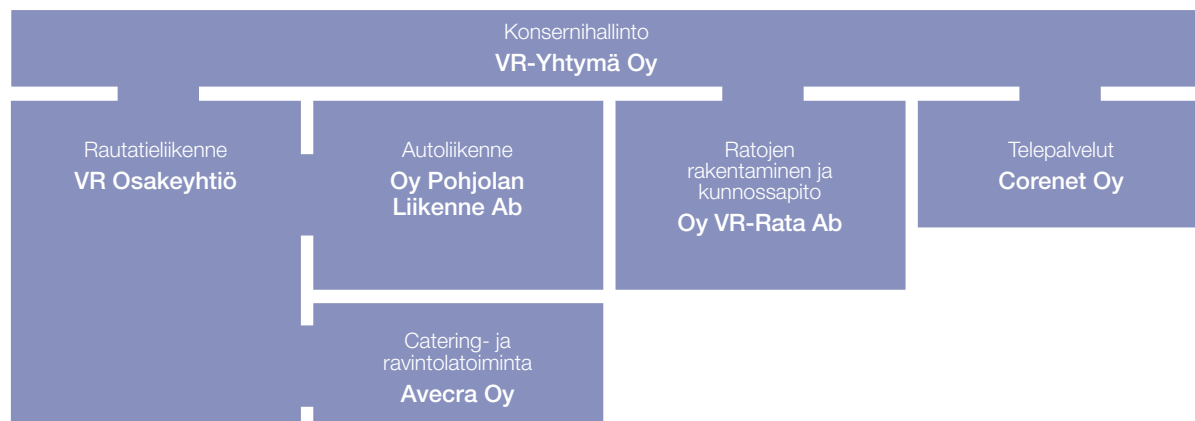 Konsernihallinto
VR-Yhtymä Oy
Rautatieliikenne
VR Osakeyhtiö
Autoliikenne
Oy Pohjolan
Liikenne Ab
Ratojen
rakentaminen ja
kunnossapito
Oy VR-Rata Ab
Telepalvelut
Corenet Oy
Catering- ja
ravintolatoiminta
Avecra Oy